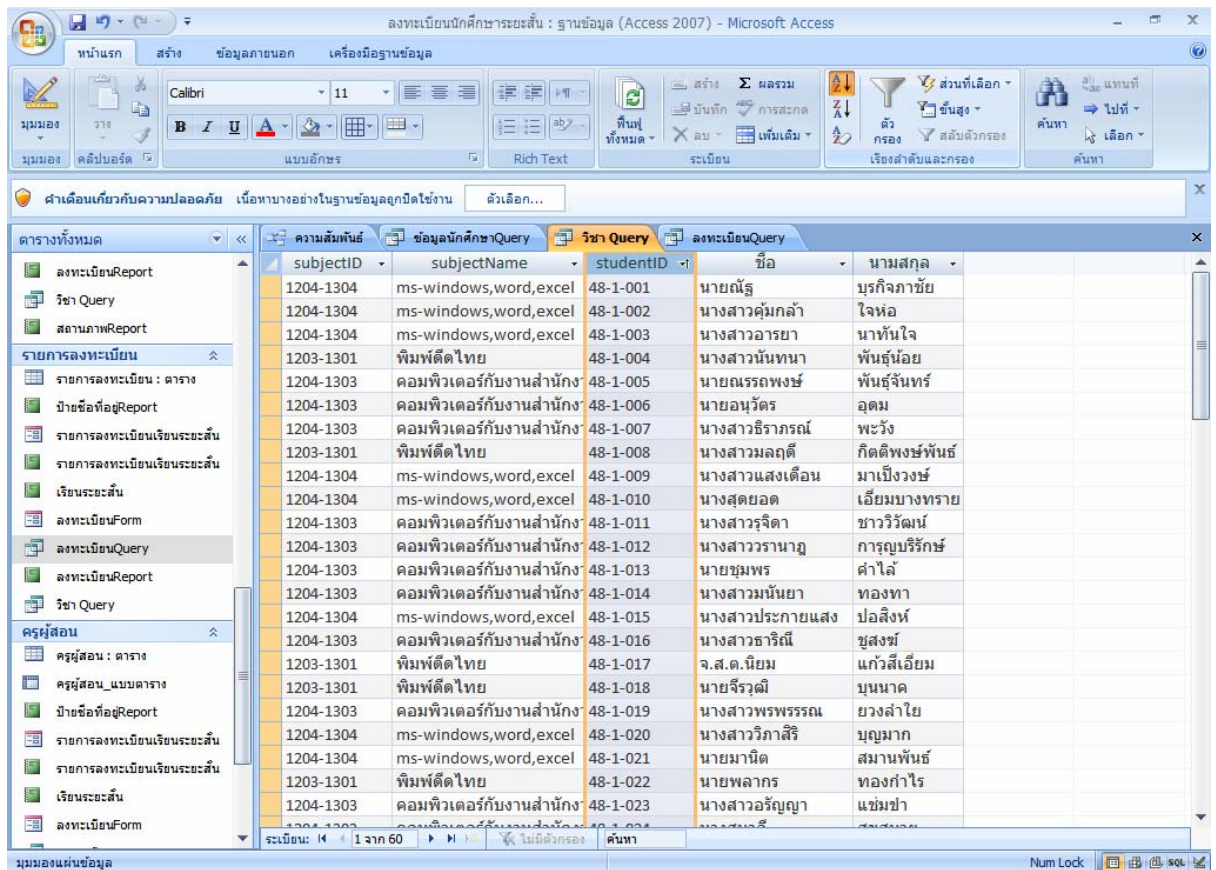 ลงทะเบียนนักศึกษาระยะสั้น : ฐานข้อมูล (Access 2007) - Microsoft Access
หน้าแรก สร้าง ข้อมูลภายนอก เครื่องมือฐานข้อมูล
มุมมอง
มุมมอง
วาง
คลิปบอร์ด
Calibri 11
B I U
แบบอักษร
Rich Text
ฟื้นฟู
ทั้งหมด
สร้าง Σ ผลรวม
บันทึก การสะกด
ลบ เพิ่มเติม
ระเบียน
ตัว
กรอง
ส่วนที่เลือก
ขั้นสูง
สลับตัวกรอง
เรียงลำดับและกรอง
ค้นหา
แทนที่
ไปที่
เลือก
ค้นหา
คำเตือนเกี่ยวกับความปลอดภัย เนื้อหาบางอย่างในฐานข้อมูลถูกปิดใช้งาน ตัวเลือก...
ตารางทั้งหมด
ลงทะเบียนReport
วิชา Query
สถานภาพReport
รายการลงทะเบียน
รายการลงทะเบียน : ตาราง
ป้ายชื่อที่อยู่Report
รายการลงทะเบียนเรียนระยะสั้น
รายการลงทะเบียนเรียนระยะสั้น
เรียนระยะสั้น
ลงทะเบียนForm
ลงทะเบียนQuery
ลงทะเบียนReport
วิชา Query
ครูผู้สอน
ครูผู้สอน : ตาราง
ครูผู้สอน_แบบตาราง
ป้ายชื่อที่อยู่Report
รายการลงทะเบียนเรียนระยะสั้น
รายการลงทะเบียนเรียนระยะสั้น
เรียนระยะสั้น
ลงทะเบียนForm
ความสัมพันธ์ ข้อมูลนักศึกษาQuery วิชา Query ลงทะเบียนQuery
subjectID subjectName studentID ชื่อ นามสกุล
1204-1304 ms-windows,word,excel 48-1-001 นายณัฐ บุรกิจภาชัย
1204-1304 ms-windows,word,excel 48-1-002 นางสาวคุ้มกล้า ใจห่อ
1204-1304 ms-windows,word,excel 48-1-003 นางสาวอารยา นาทันใจ
1203-1301 พิมพ์ดีดไทย 48-1-004 นางสาวนันทนา พันธุ์น้อย
1204-1303 คอมพิวเตอร์กับงานสำนักง 48-1-005 นายณรรถพงษ์ พันธุ์จันทร์
1204-1303 คอมพิวเตอร์กับงานสำนักง 48-1-006 นายอนุวัตร อุดม
1204-1303 คอมพิวเตอร์กับงานสำนักง 48-1-007 นางสาวธิราภรณ์ พะวัง
1203-1301 พิมพ์ดีดไทย 48-1-008 นางสาวมลฤดี กิตติพงษ์พันธ์
1204-1304 ms-windows,word,excel 48-1-009 นางสาวแสงเดือน มาเป็งวงษ์
1204-1304 ms-windows,word,excel 48-1-010 นางสุดยอด เอี่ยมบางทราย
1204-1303 คอมพิวเตอร์กับงานสำนักง 48-1-011 นางสาวรุจิดา ชาววิวัฒน์
1204-1303 คอมพิวเตอร์กับงานสำนักง 48-1-012 นางสาววรานาฎ การุญบริรักษ์
1204-1303 คอมพิวเตอร์กับงานสำนักง 48-1-013 นายชุมพร คำไล้
1204-1303 คอมพิวเตอร์กับงานสำนักง 48-1-014 นางสาวมนันยา ทองทา
1204-1304 ms-windows,word,excel 48-1-015 นางสาวประกายแสง ปอสิงห์
1204-1303 คอมพิวเตอร์กับงานสำนักง 48-1-016 นางสาวธาริณี ชูสงฆ์
1203-1301 พิมพ์ดีดไทย 48-1-017 จ.ส.ต.นิยม แก้วสีเอี่ยม
1203-1301 พิมพ์ดีดไทย 48-1-018 นายจีรวุฒิ บุนนาค
1204-1303 คอมพิวเตอร์กับงานสำนักง 48-1-019 นางสาวพรพรรรณ ยวงลำใย
1204-1304 ms-windows,word,excel 48-1-020 นางสาววิภาสิริ บุญมาก
1204-1304 ms-windows,word,excel 48-1-021 นายมานิต สมานพันธ์
1203-1301 พิมพ์ดีดไทย 48-1-022 นายพลากร ทองกำไร
1204-1303 คอมพิวเตอร์กับงานสำนักง 48-1-023 นางสาวอรัญญา แช่มช่ำ
ระเบียน: 1 จาก 60 ไม่มีตัวกรอง ค้นหา
มุมมองแผ่นข้อมูล Num Lock SQL